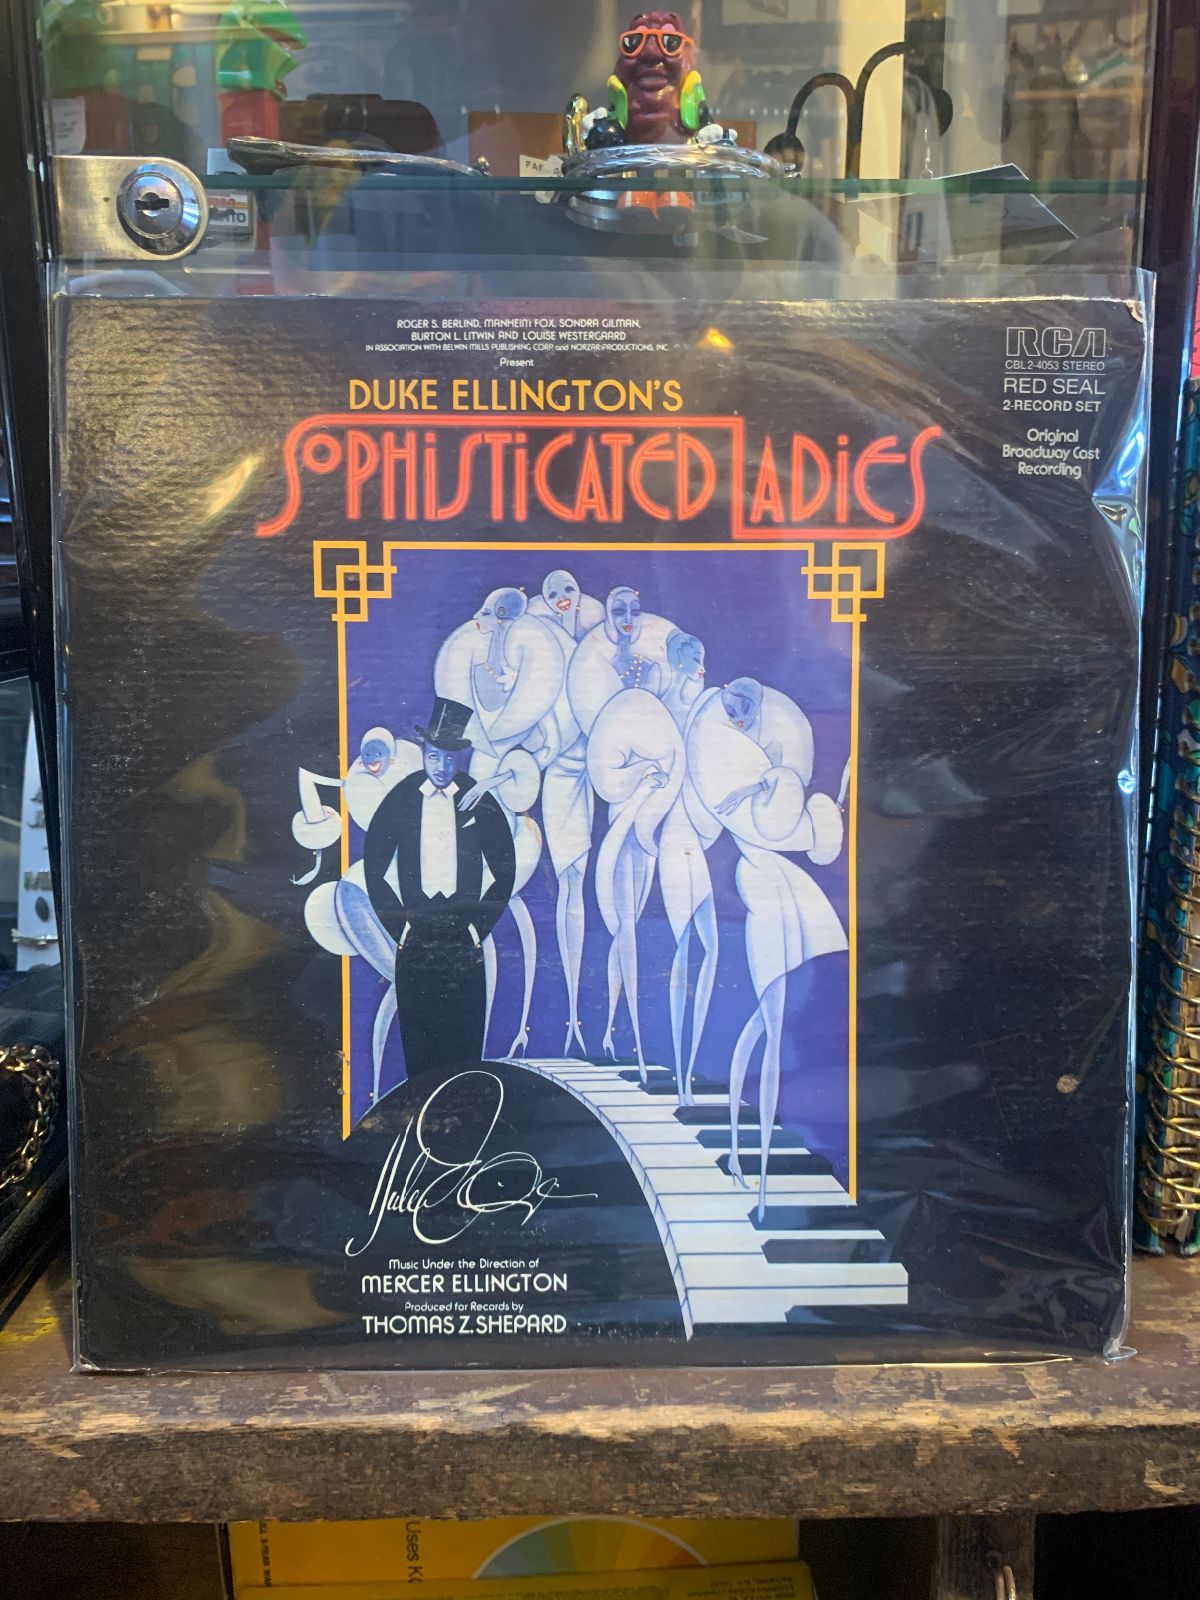 ROGER S. BERLIND, MANHEIM FOX, SONDRA GILMAN,
BURTON L. LITWIN AND LOUISE WESTERGAARD
IN ASSOCIATION WITH BELWIN MILLS PUBLISHING CORP. and NORZAR PRODUCTIONS, INC.
Present
DUKE ELLINGTON'S
SOPHiSTiCATED LADiES
RCA
CBL2-4053 STEREO
RED SEAL
2-RECORD SET
Original
Broadway Cast
Recording
Music Under the Direction of
MERCER ELLINGTON
Produced for Records by
THOMAS Z. SHEPARD
Uses